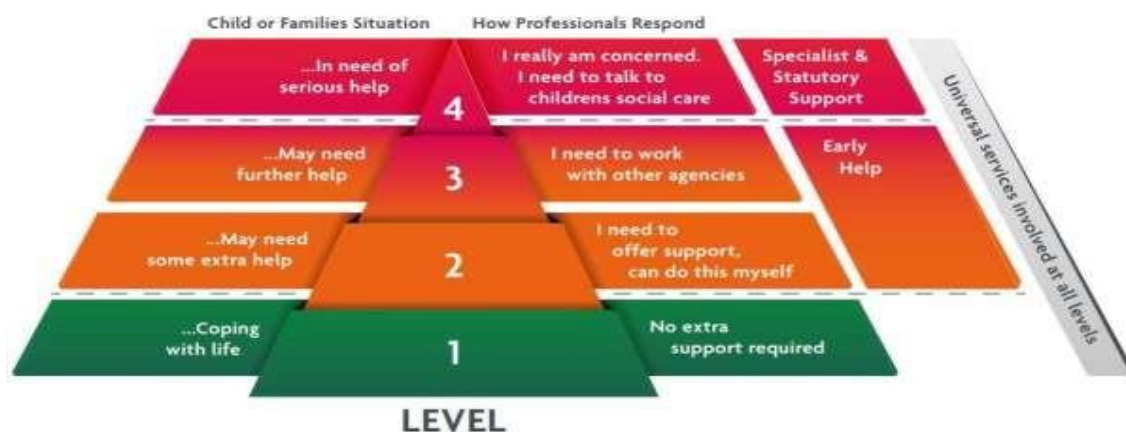 Child or Families Situation
How Professionals Respond
...In need of
serious help
4
I really am concerned.
I need to talk to
childrens social care
Specialist &
Statutory
Support
...May need
further help
3
I need to work
with other agencies
Early
Help
...May need
some extra help
2
I need to
offer support,
can do this myself
...Coping
with life
1
No extra
support required
Universal services involved at all levels
LEVEL